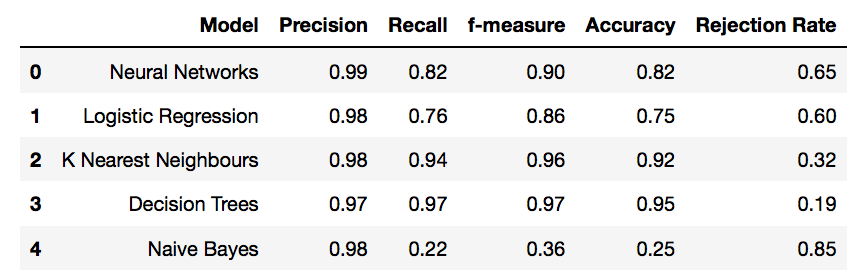 Model Precision Recall f-measure Accuracy Rejection Rate
0 Neural Networks 0.99 0.82 0.90 0.82 0.65
1 Logistic Regression 0.98 0.76 0.86 0.75 0.60
2 K Nearest Neighbours 0.98 0.94 0.96 0.92 0.32
3 Decision Trees 0.97 0.97 0.97 0.95 0.19
4 Naive Bayes 0.98 0.22 0.36 0.25 0.85